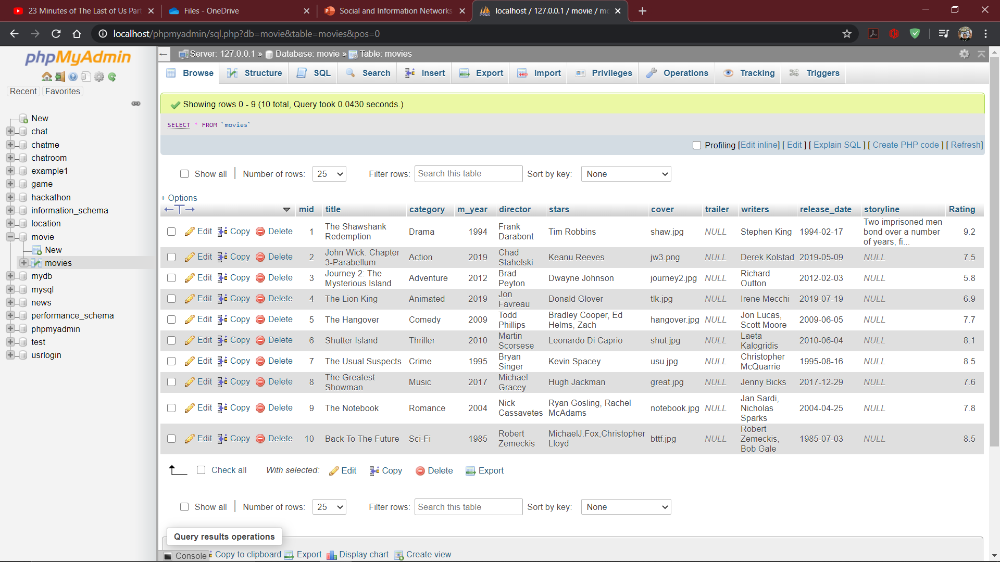 23 Minutes of The Last of Us Part
Files - OneDrive
Social and Information Networks
localhost / 127.0.0.1 / movie / mo
localhost/phpmyadmin/sql.php?db=movie&table=movies&pos=0
phpMyAdmin
Recent Favorites
New
chat
chatme
chatroom
example1
game
hackathon
information_schema
location
movie
New
movies
mydb
mysql
news
performance_schema
phpmyadmin
test
usrlogin
Server: 127.0.0.1 » Database: movie » Table: movies
Browse Structure SQL Search Insert Export Import Privileges Operations Tracking Triggers
Showing rows 0 - 9 (10 total, Query took 0.0430 seconds.)
SELECT * FROM `movies`
Profiling [Edit inline] [ Edit ] [ Explain SQL ] [ Create PHP code ] [ Refresh]
Show all | Number of rows: 25 Filter rows: Search this table Sort by key: None
+ Options
←T→ mid title category m_year director stars cover trailer writers release_date storyline Rating
Edit Copy Delete 1 The Shawshank Redemption Drama 1994 Frank Darabont Tim Robbins shaw.jpg NULL Stephen King 1994-02-17 Two imprisoned men bond over a number of years, fi... 9.2
Edit Copy Delete 2 John Wick: Chapter 3-Parabellum Action 2019 Chad Stahelski Keanu Reeves jw3.png NULL Derek Kolstad 2019-05-09 NULL 7.5
Edit Copy Delete 3 Journey 2: The Mysterious Island Adventure 2012 Brad Peyton Dwayne Johnson journey2.jpg NULL Richard Outton 2012-02-03 NULL 5.8
Edit Copy Delete 4 The Lion King Animated 2019 Jon Favreau Donald Glover tlk.jpg NULL Irene Mecchi 2019-07-19 NULL 6.9
Edit Copy Delete 5 The Hangover Comedy 2009 Todd Phillips Bradley Cooper, Ed Helms, Zach hangover.jpg NULL Jon Lucas, Scott Moore 2009-06-05 NULL 7.7
Edit Copy Delete 6 Shutter Island Thriller 2010 Martin Scorsese Leonardo Di Caprio shut.jpg NULL Laeta Kalogridis 2010-06-04 NULL 8.1
Edit Copy Delete 7 The Usual Suspects Crime 1995 Bryan Singer Kevin Spacey usu.jpg NULL Christopher McQuarrie 1995-08-16 NULL 8.5
Edit Copy Delete 8 The Greatest Showman Music 2017 Michael Gracey Hugh Jackman great.jpg NULL Jenny Bicks 2017-12-29 NULL 7.6
Edit Copy Delete 9 The Notebook Romance 2004 Nick Cassavetes Ryan Gosling, Rachel McAdams notebook.jpg NULL Jan Sardi, Nicholas Sparks 2004-04-25 NULL 7.8
Edit Copy Delete 10 Back To The Future Sci-Fi 1985 Robert Zemeckis MichaelJ.Fox,Christopher Lloyd bttf.jpg NULL Robert Zemeckis, Bob Gale 1985-07-03 NULL 8.5
Check all With selected: Edit Copy Delete Export
Show all | Number of rows: 25 Filter rows: Search this table Sort by key: None
Query results operations
Console Copy to clipboard Export Display chart Create view